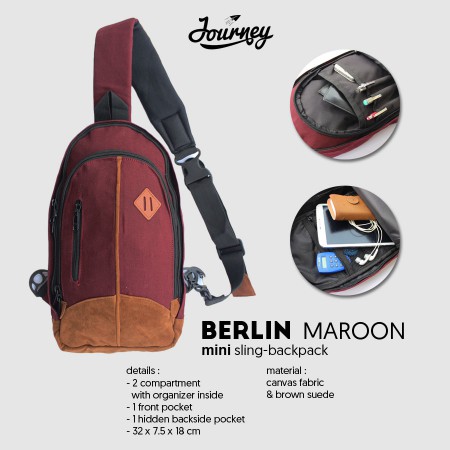 Journey
BERLIN MAROON
mini sling-backpack
details :
- 2 compartment
with organizer inside
- 1 front pocket
- 1 hidden backside pocket
- 32 x 7.5 x 18 cm
material :
canvas fabric
& brown suede